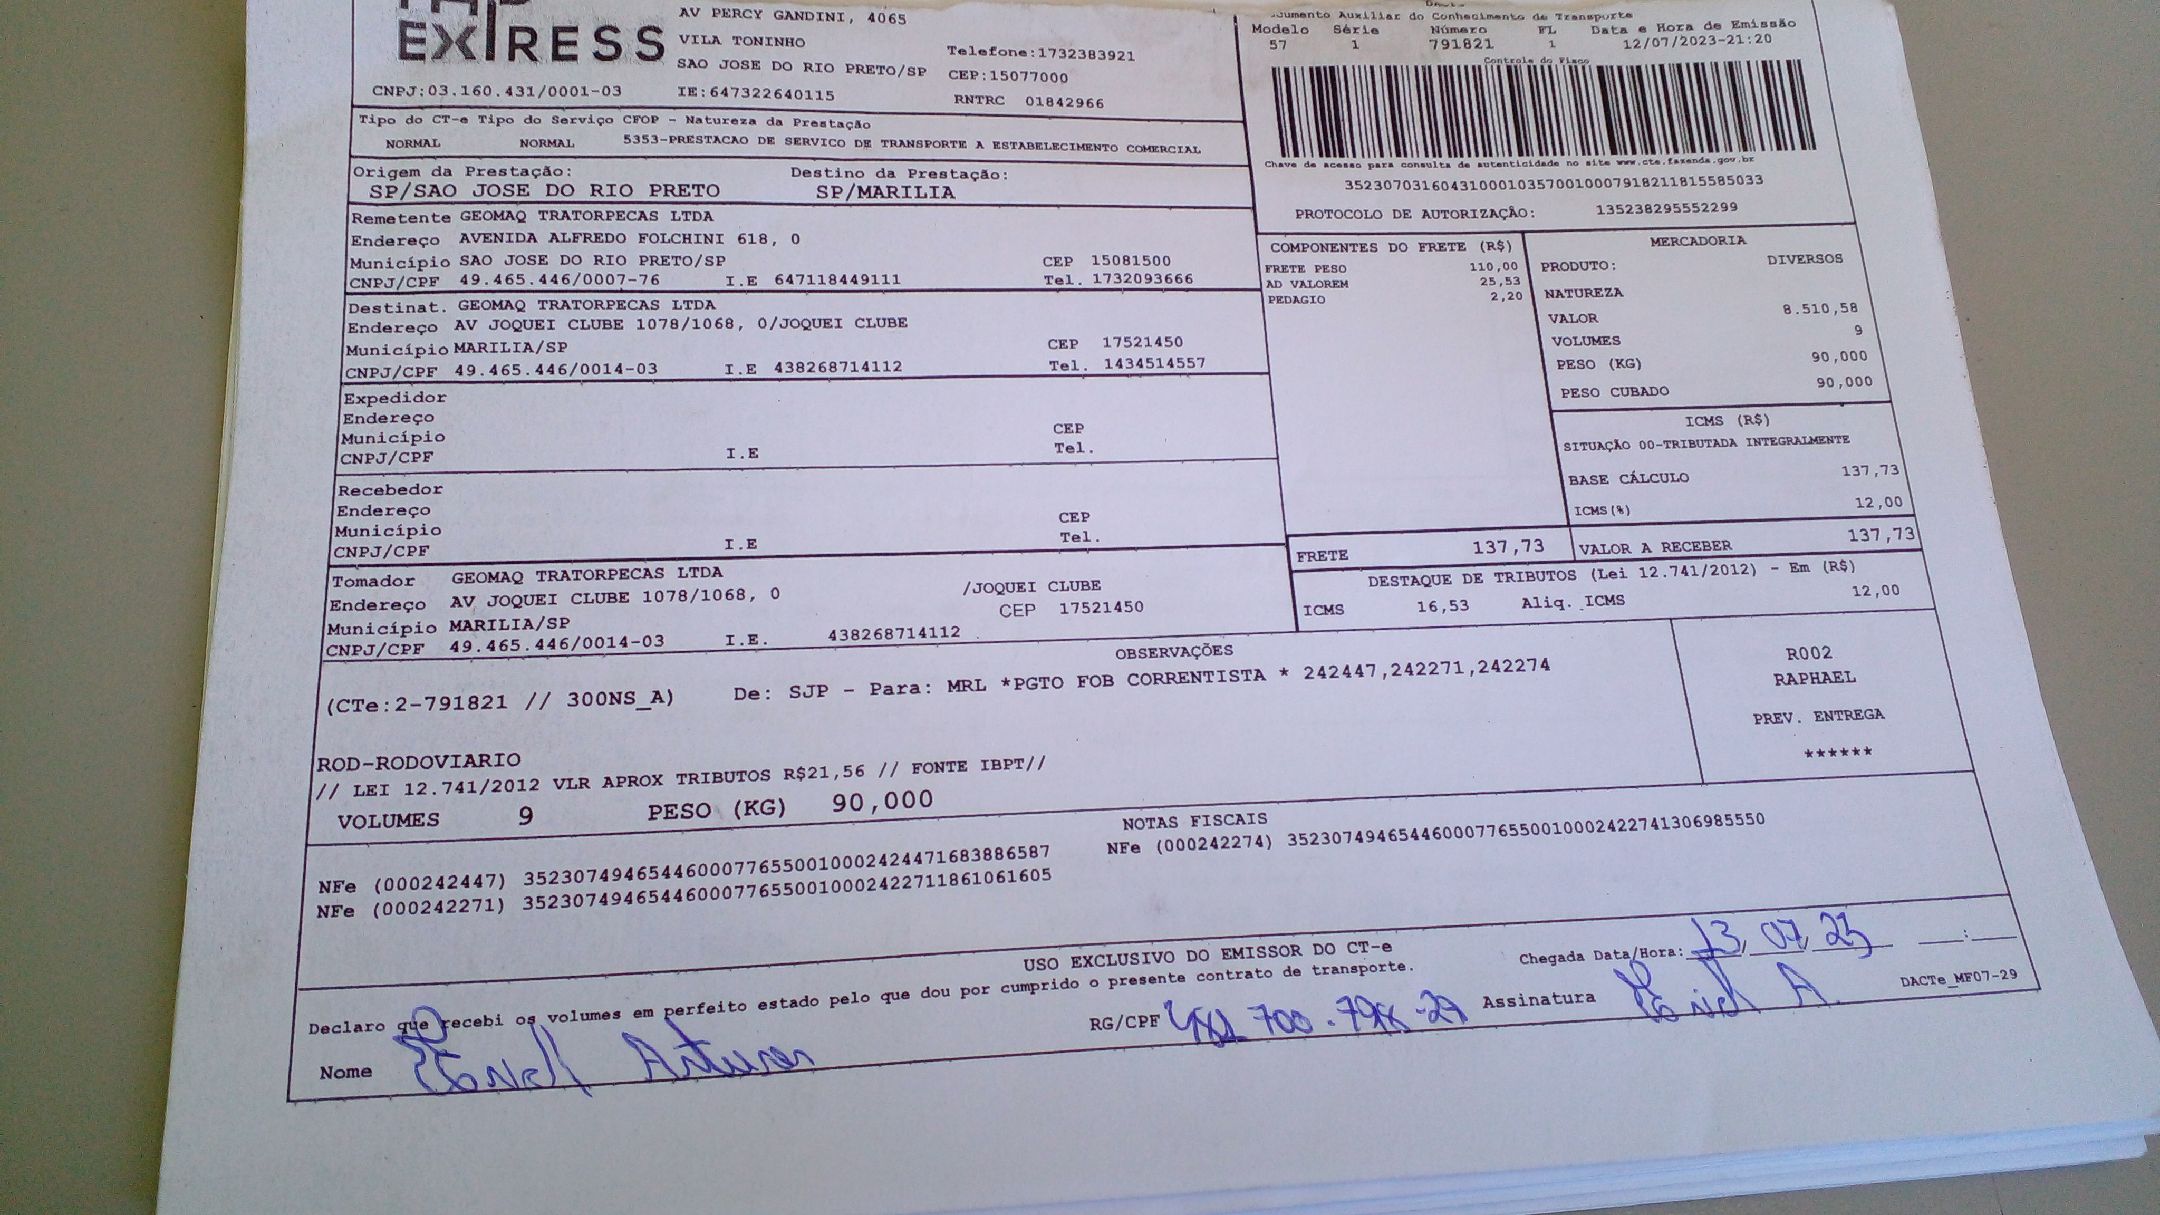 EXPRESS
AV PERCY GANDINI, 4065
VILA TONINHO
SAO JOSE DO RIO PRETO/SP
Telefone:1732383921
CEP:15077000
CNPJ:03.160.431/0001-03 IE:647322640115 RNTRC 01842966
Documento Auxiliar do Conhecimento de Transporte
Modelo Série Número FL Data e Hora de Emissão
57 1 791821 1 12/07/2023-21:20
Controle do Fisco
Chave de acesso para consulta de autenticidade no site www.cte.fazenda.gov.br
35230703160431000103570010007918211815585033
PROTOCOLO DE AUTORIZAÇÃO: 135238295552299
Tipo do CT-e Tipo do Serviço CFOP - Natureza da Prestação
NORMAL NORMAL 5353-PRESTACAO DE SERVICO DE TRANSPORTE A ESTABELECIMENTO COMERCIAL
Origem da Prestação: Destino da Prestação:
SP/SAO JOSE DO RIO PRETO SP/MARILIA
Remetente GEOMAQ TRATORPECAS LTDA
Endereço AVENIDA ALFREDO FOLCHINI 618, 0
Município SAO JOSE DO RIO PRETO/SP CEP 15081500
CNPJ/CPF 49.465.446/0007-76 I.E 647118449111 Tel. 1732093666
Destinat. GEOMAQ TRATORPECAS LTDA
Endereço AV JOQUEI CLUBE 1078/1068, 0/JOQUEI CLUBE
Município MARILIA/SP CEP 17521450
CNPJ/CPF 49.465.446/0014-03 I.E 438268714112 Tel. 1434514557
Expedidor
Endereço
Município CEP
CNPJ/CPF I.E Tel.
Recebedor
Endereço
Município CEP
CNPJ/CPF I.E Tel.
Tomador GEOMAQ TRATORPECAS LTDA
Endereço AV JOQUEI CLUBE 1078/1068, 0 /JOQUEI CLUBE
Município MARILIA/SP CEP 17521450
CNPJ/CPF 49.465.446/0014-03 I.E. 438268714112
COMPONENTES DO FRETE (R$)
FRETE PESO 110,00
AD VALOREM 25,53
PEDAGIO 2,20
MERCADORIA
PRODUTO: DIVERSOS
NATUREZA
VALOR 8.510,58
VOLUMES 9
PESO (KG) 90,000
PESO CUBADO 90,000
ICMS (R$)
SITUAÇÃO 00-TRIBUTADA INTEGRALMENTE
BASE CÁLCULO 137,73
ICMS(%) 12,00
FRETE 137,73 VALOR A RECEBER 137,73
DESTAQUE DE TRIBUTOS (Lei 12.741/2012) - Em (R$)
ICMS 16,53 Aliq. ICMS 12,00
OBSERVAÇÕES
(CTe:2-791821 // 300NS_A) De: SJP - Para: MRL *PGTO FOB CORRENTISTA * 242447,242271,242274
ROD-RODOVIARIO
// LEI 12.741/2012 VLR APROX TRIBUTOS R$21,56 // FONTE IBPT//
R002
RAPHAEL
PREV. ENTREGA
******
VOLUMES 9 PESO (KG) 90,000
NOTAS FISCAIS
NFe (000242447) 35230749465446000776550010002424471683886587 NFe (000242274) 35230749465446000776550010002422741306985550
NFe (000242271) 35230749465446000776550010002422711861061605
USO EXCLUSIVO DO EMISSOR DO CT-e
Chegada Data/Hora: 13, 07, 23 __:__
Declaro que recebi os volumes em perfeito estado pelo que dou por cumprido o presente contrato de transporte.
RG/CPF Assinatura
DACTe_MF07-29
Nome